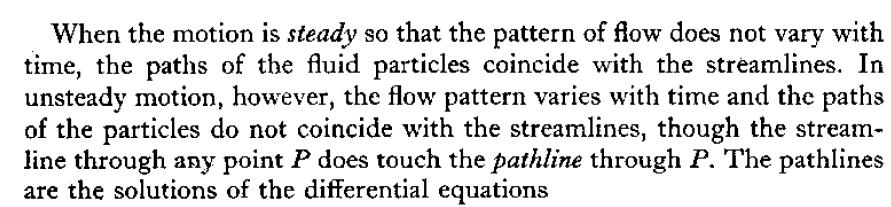 When the motion is steady so that the pattern of flow does not vary with
time, the paths of the fluid particles coincide with the streamlines. In
unsteady motion, however, the flow pattern varies with time and the paths
of the particles do not coincide with the streamlines, though the stream-
line through any point P does touch the pathline through P. The pathlines
are the solutions of the differential equations